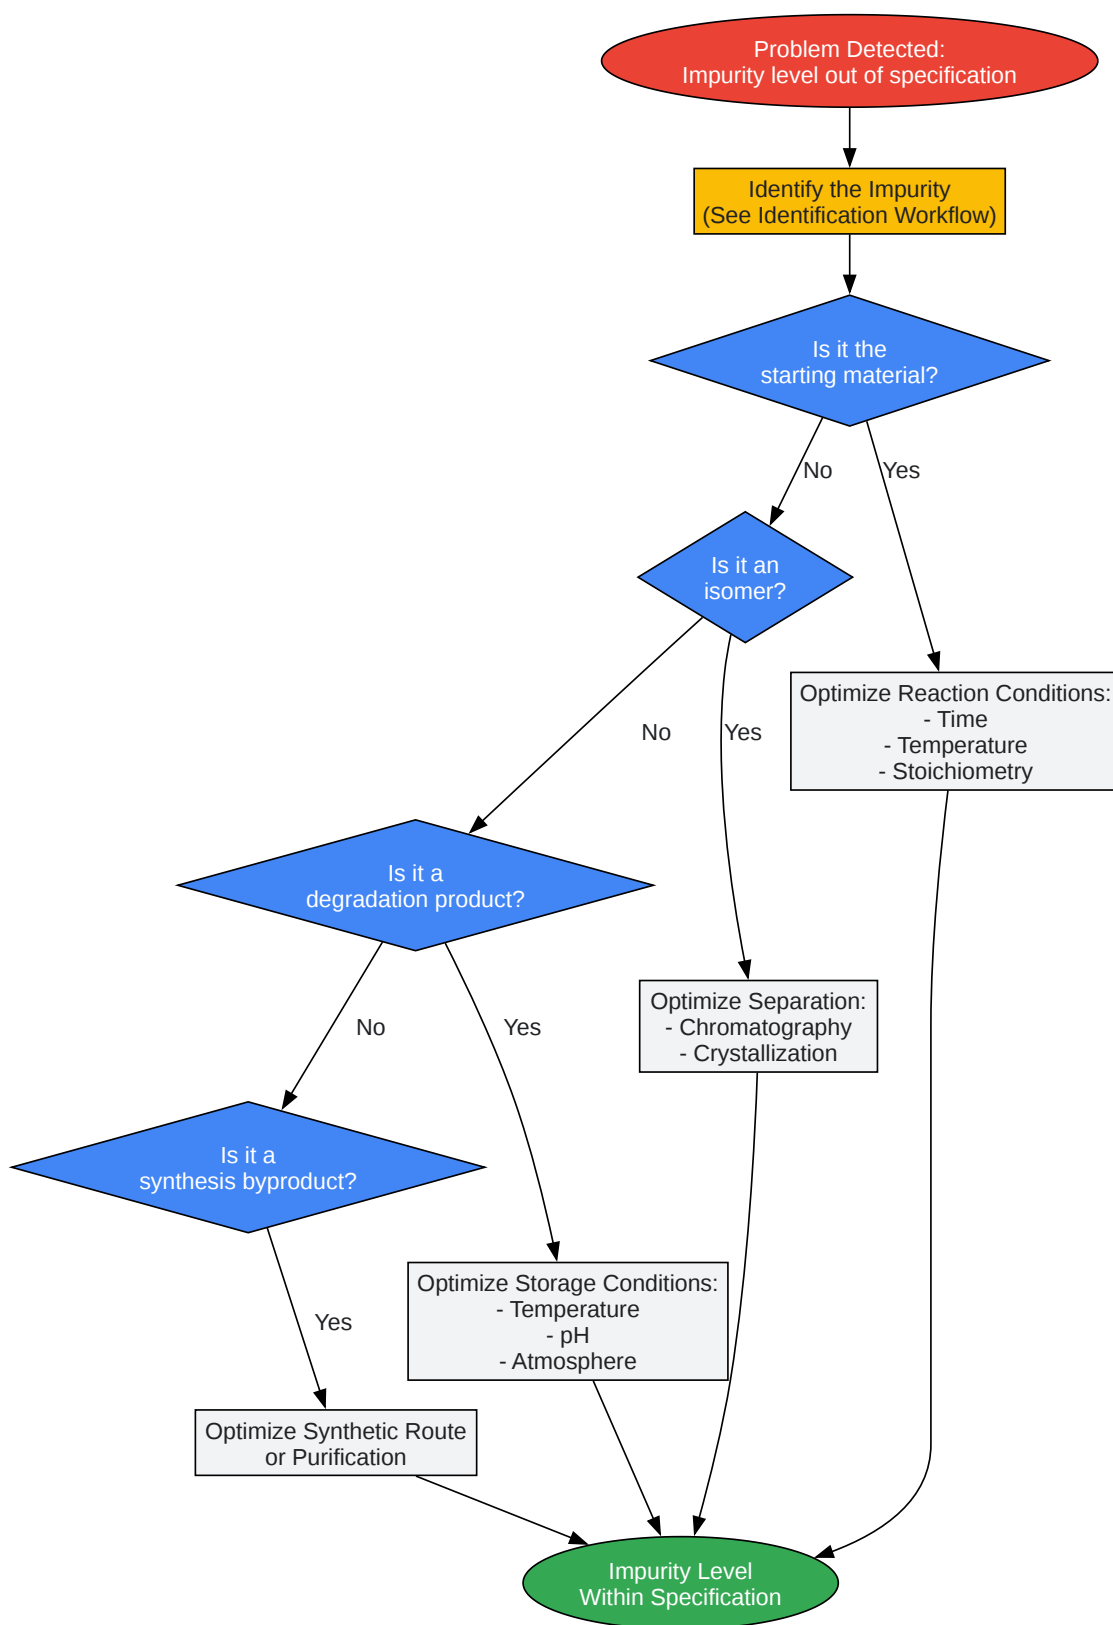 Problem Detected:
Impurity level out of specification
Identify the Impurity
(See Identification Workflow)
Is it the
starting material?
No
Yes
Is it an
isomer?
Optimize Reaction Conditions:
- Time
- Temperature
- Stoichiometry
No
Yes
Is it a
degradation product?
Optimize Separation:
- Chromatography
- Crystallization
No
Yes
Is it a
synthesis byproduct?
Optimize Storage Conditions:
- Temperature
- pH
- Atmosphere
Yes
Optimize Synthetic Route
or Purification
Impurity Level
Within Specification